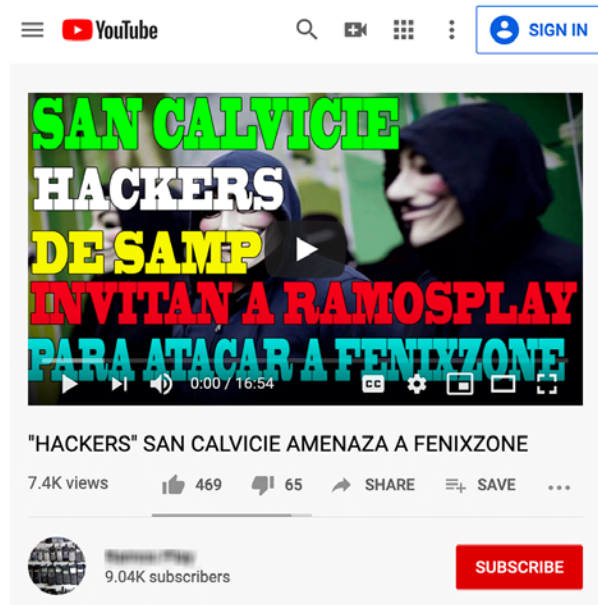 YouTube
SIGN IN
SAN CALVICIE
HACKERS
DE SAMP
INVITAN A RAMOSPLAY
PARA ATACAR A FENIXZONE
0:00 / 16:54
CC
"HACKERS" SAN CALVICIE AMENAZA A FENIXZONE
7.4K views
469
65
SHARE
SAVE
9.04K subscribers
SUBSCRIBE